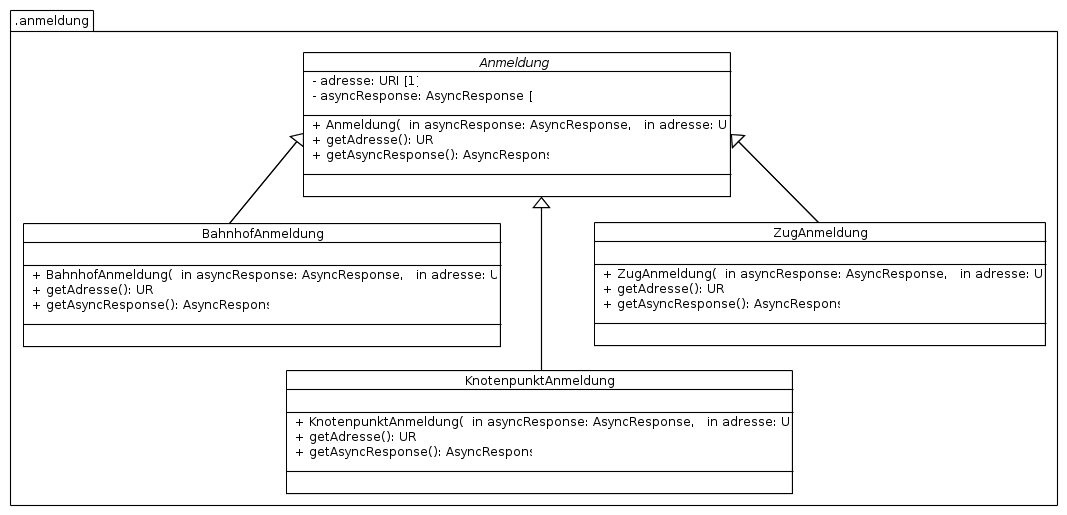 .anmeldung
Anmeldung
- adresse: URI [1]
- asyncResponse: AsyncResponse [
+ Anmeldung( in asyncResponse: AsyncResponse, in adresse: U
+ getAdresse(): UR
+ getAsyncResponse(): AsyncRespons
BahnhofAnmeldung
+ BahnhofAnmeldung( in asyncResponse: AsyncResponse, in adresse: U
+ getAdresse(): UR
+ getAsyncResponse(): AsyncRespons
ZugAnmeldung
+ ZugAnmeldung( in asyncResponse: AsyncResponse, in adresse: U
+ getAdresse(): UR
+ getAsyncResponse(): AsyncRespons
KnotenpunktAnmeldung
+ KnotenpunktAnmeldung( in asyncResponse: AsyncResponse, in adresse: U
+ getAdresse(): UR
+ getAsyncResponse(): AsyncRespons